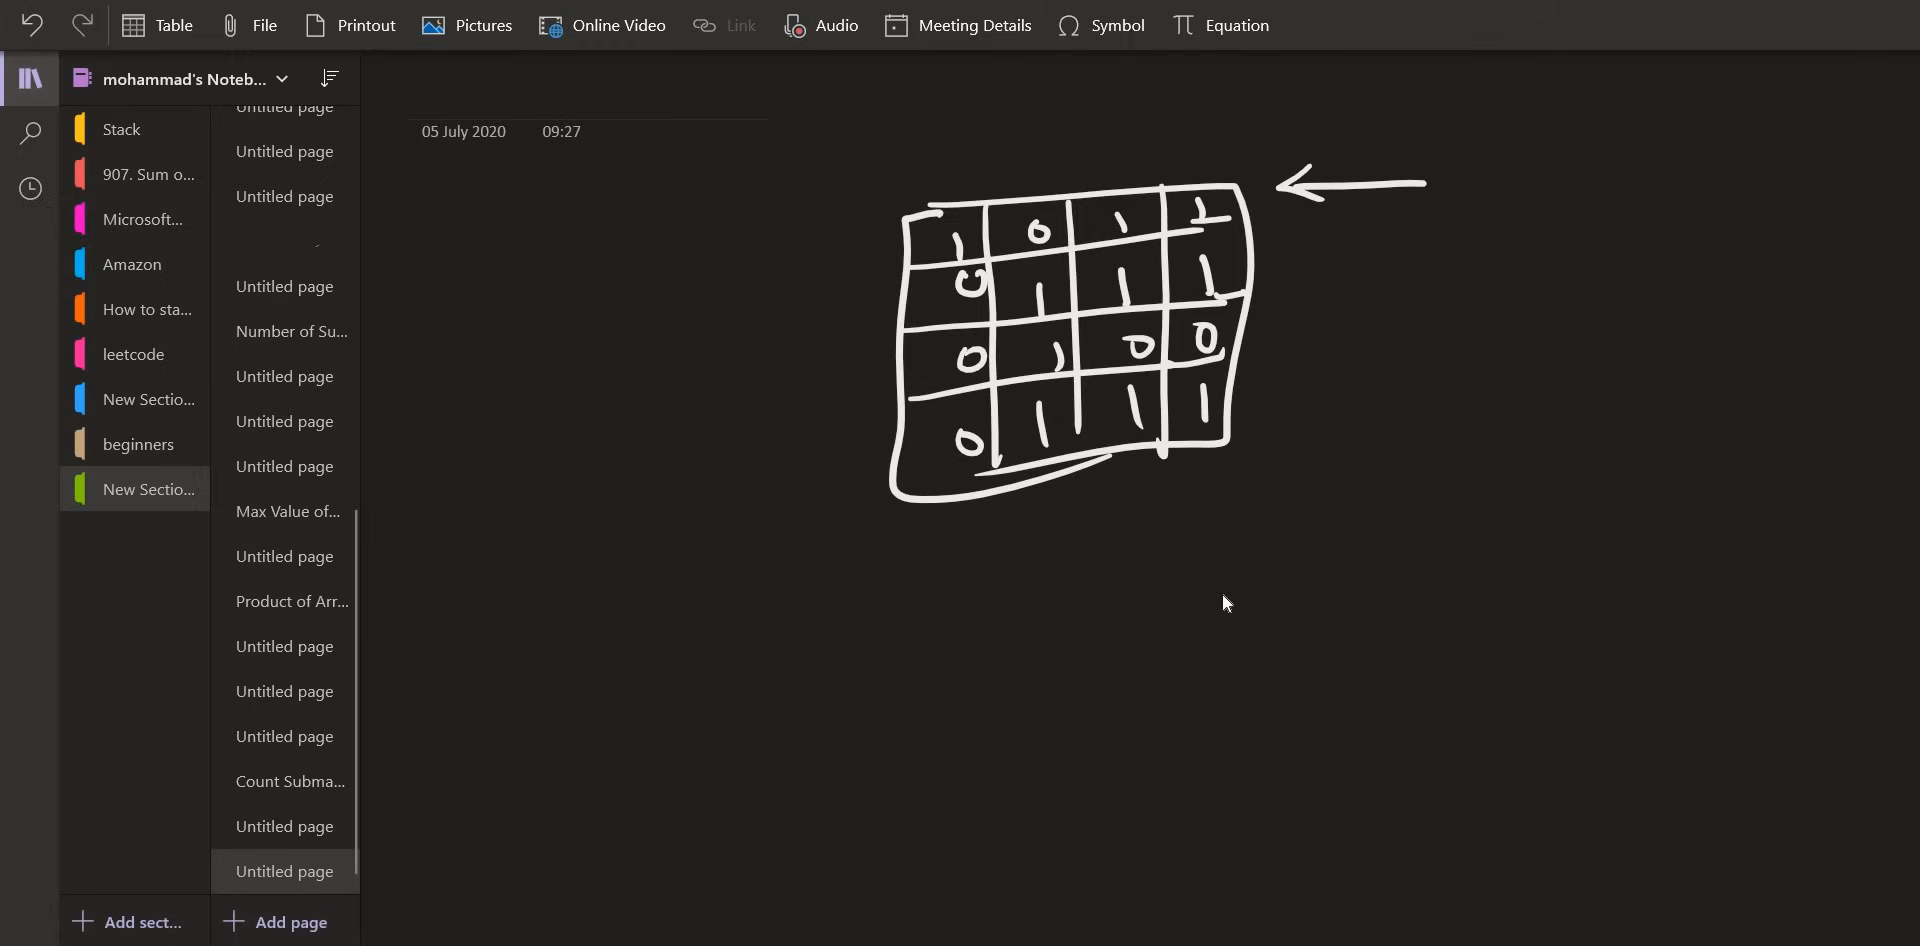 Table File Printout Pictures Online Video Link Audio Meeting Details Symbol Equation
mohammad's Noteb...
Stack
907. Sum o...
Microsoft...
Amazon
How to sta...
leetcode
New Sectio...
beginners
New Sectio...
Add sect...
Untitled page
Untitled page
Untitled page
Untitled page
Number of Su...
Untitled page
Untitled page
Untitled page
Max Value of...
Untitled page
Product of Arr...
Untitled page
Untitled page
Untitled page
Count Subma...
Untitled page
Untitled page
Add page
05 July 2020 09:27
1 0 1 1
0 1 1 1
0 1 0 0
0 1 1 1